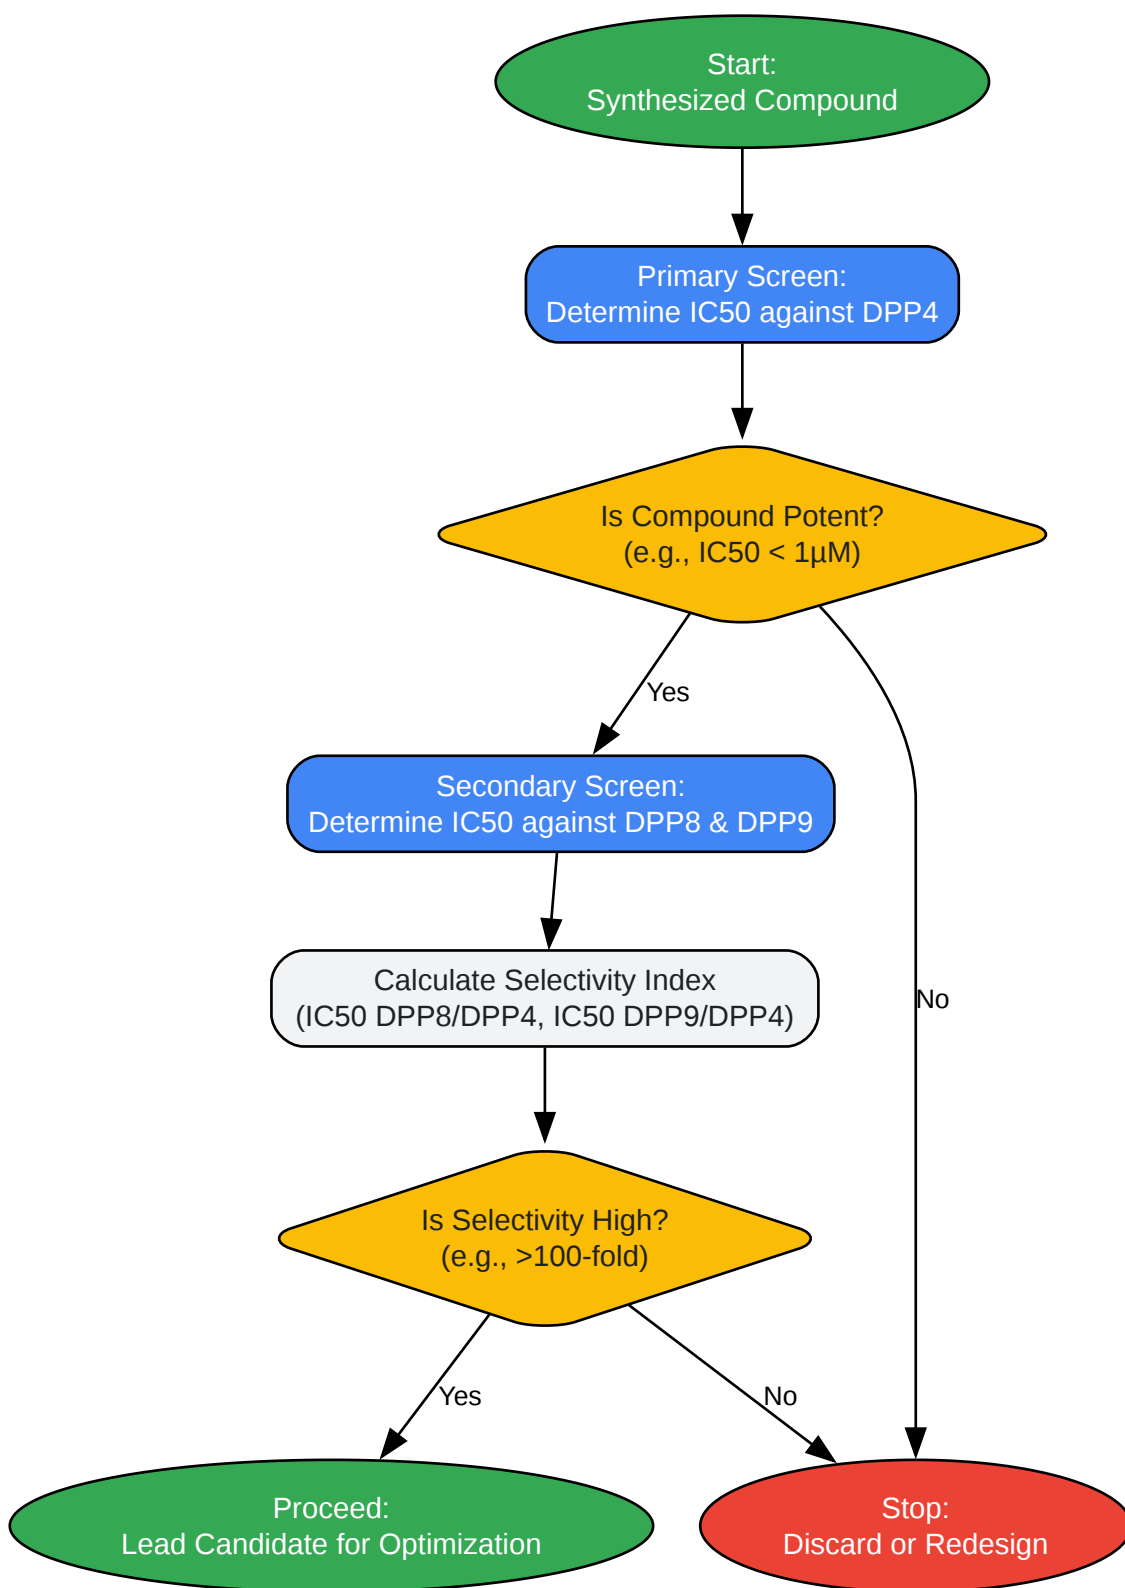 Start:
Synthesized Compound
Primary Screen:
Determine IC50 against DPP4
Is Compound Potent?
(e.g., IC50 < 1µM)
Yes
Secondary Screen:
Determine IC50 against DPP8 & DPP9
Calculate Selectivity Index
(IC50 DPP8/DPP4, IC50 DPP9/DPP4)
No
Is Selectivity High?
(e.g., >100-fold)
Yes
No
Proceed:
Lead Candidate for Optimization
Stop:
Discard or Redesign